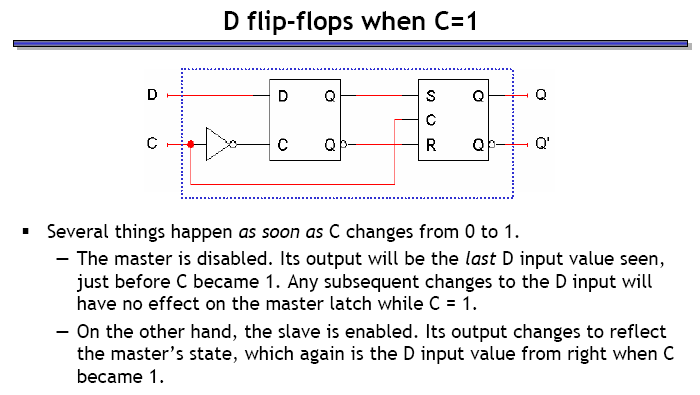 D flip-flops when C=1
D D Q S Q Q
C
C C Q R Q Q'
▪ Several things happen as soon as C changes from 0 to 1.
— The master is disabled. Its output will be the last D input value seen,
just before C became 1. Any subsequent changes to the D input will
have no effect on the master latch while C = 1.
— On the other hand, the slave is enabled. Its output changes to reflect
the master’s state, which again is the D input value from right when C
became 1.